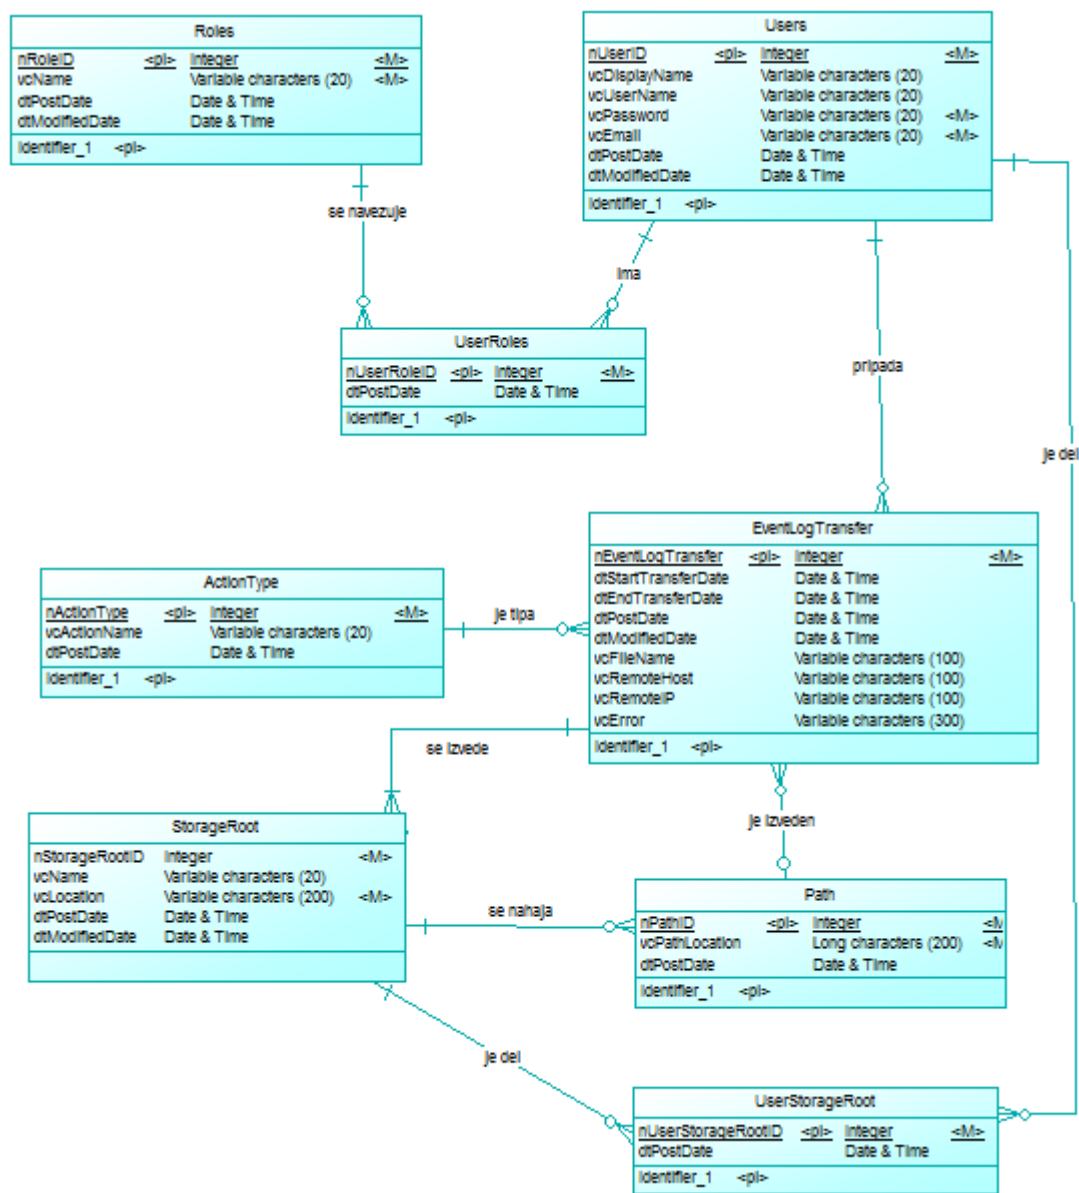 Roles
nRoleID <pi> Integer <M>
vcName Variable characters (20) <M>
dtPostDate Date & Time
dtModifiedDate Date & Time
Identifier_1 <pi>
Users
nUserID <pi> Integer <M>
vcDisplayName Variable characters (20)
vcUserName Variable characters (20)
vcPassword Variable characters (20) <M>
vcEmail Variable characters (20) <M>
dtPostDate Date & Time
dtModifiedDate Date & Time
Identifier_1 <pi>
se navezuje
ima
UserRoles
nUserRoleID <pi> Integer <M>
dtPostDate Date & Time
Identifier_1 <pi>
pripada
je del
EventLogTransfer
nEventLogTransfer <pi> Integer <M>
dtStartTransferDate Date & Time
dtEndTransferDate Date & Time
dtPostDate Date & Time
dtModifiedDate Date & Time
vcFileName Variable characters (100)
vcRemoteHost Variable characters (100)
vcRemoteIP Variable characters (100)
vcError Variable characters (300)
Identifier_1 <pi>
ActionType
nActionType <pi> Integer <M>
vcActionName Variable characters (20)
dtPostDate Date & Time
Identifier_1 <pi>
je tipa
se izvede
je izveden
StorageRoot
nStorageRootID Integer <M>
vcName Variable characters (20)
vcLocation Variable characters (200) <M>
dtPostDate Date & Time
dtModifiedDate Date & Time
se nahaja
Path
nPathID <pi> Integer <M
vcPathLocation Long characters (200) <M
dtPostDate Date & Time
Identifier_1 <pi>
je del
UserStorageRoot
nUserStorageRootID <pi> Integer <M>
dtPostDate Date & Time
Identifier_1 <pi>